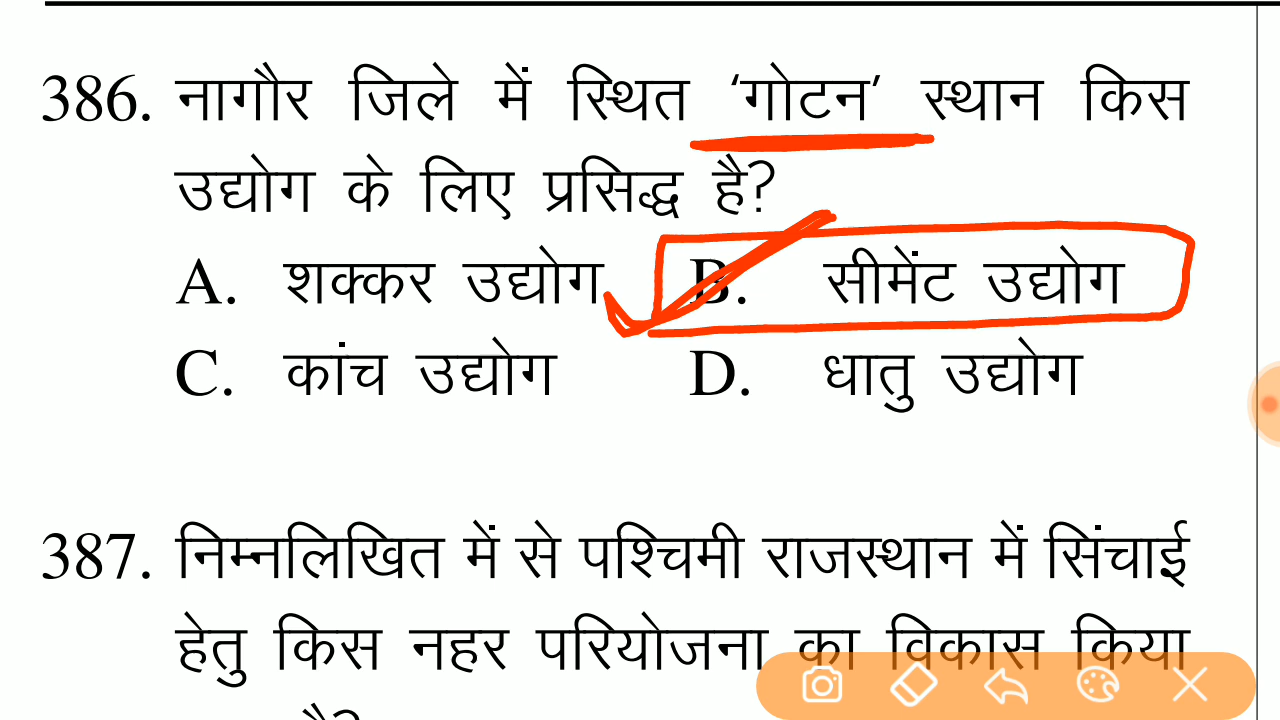 386. नागौर जिले में स्थित ‘गोटन’ स्थान किस
उद्योग के लिए प्रसिद्ध है?
A. शक्कर उद्योग B. सीमेंट उद्योग
C. कांच उद्योग D. धातु उद्योग
387. निम्नलिखित में से पश्चिमी राजस्थान में सिंचाई
हेतु किस नहर परियोजना का विकास किया
है?